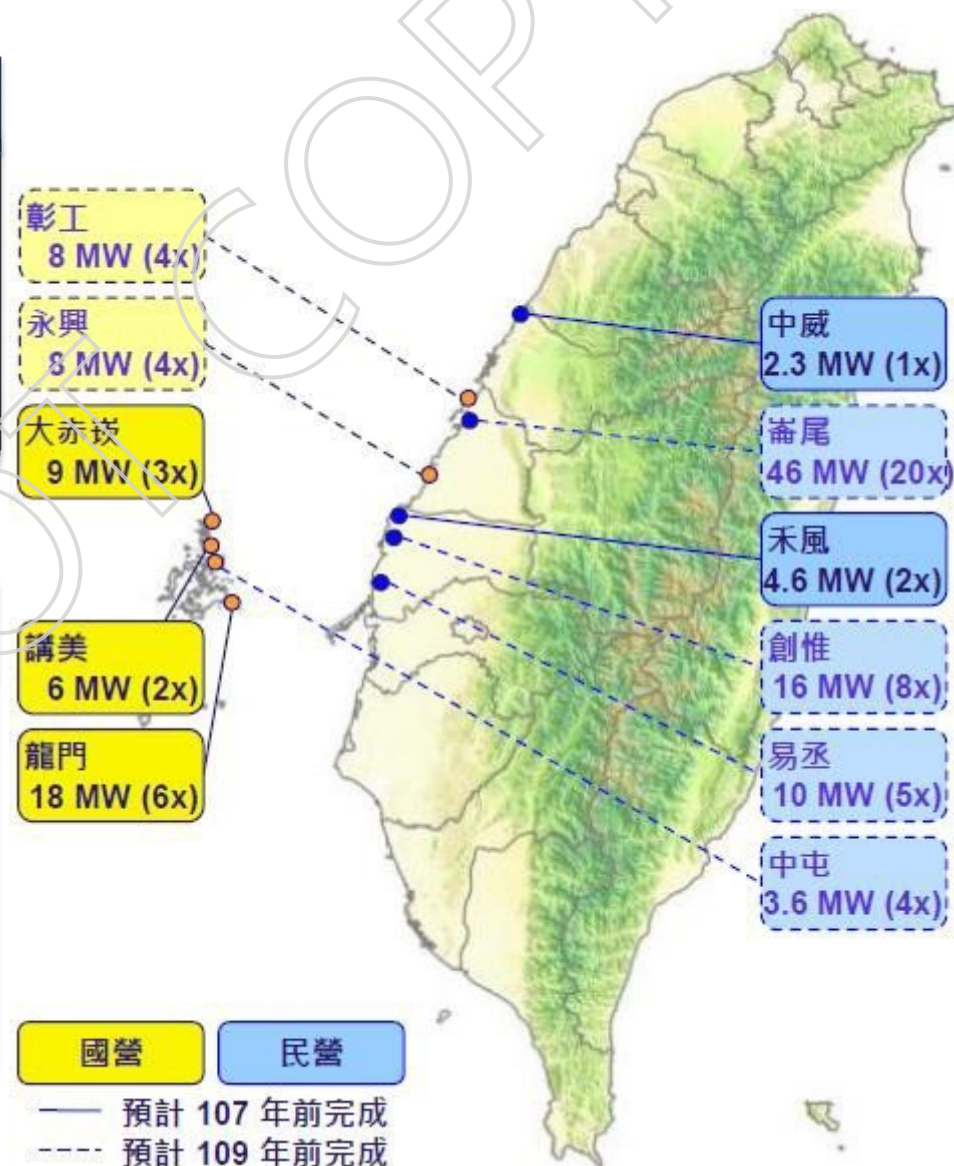 彰工
8 MW (4x)
永興
8 MW (4x)
大赤崁
9 MW (3x)
講美
6 MW (2x)
龍門
18 MW (6x)
中威
2.3 MW (1x)
崙尾
46 MW (20x)
禾風
4.6 MW (2x)
創惟
16 MW (8x)
易丞
10 MW (5x)
中屯
3.6 MW (4x)
國營
民營
預計 107 年前完成
預計 109 年前完成